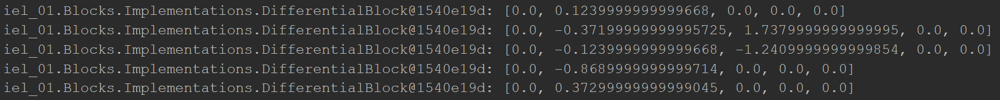 iel_01.Blocks.Implementations.DifferentialBlock@1540e19d: [0.0, 0.1239999999999668, 0.0, 0.0, 0.0]
iel_01.Blocks.Implementations.DifferentialBlock@1540e19d: [0.0, -0.37199999999995725, 1.7379999999999995, 0.0, 0.0]
iel_01.Blocks.Implementations.DifferentialBlock@1540e19d: [0.0, -0.1239999999999668, -1.2409999999999854, 0.0, 0.0]
iel_01.Blocks.Implementations.DifferentialBlock@1540e19d: [0.0, -0.8689999999999714, 0.0, 0.0, 0.0]
iel_01.Blocks.Implementations.DifferentialBlock@1540e19d: [0.0, 0.37299999999999045, 0.0, 0.0, 0.0]